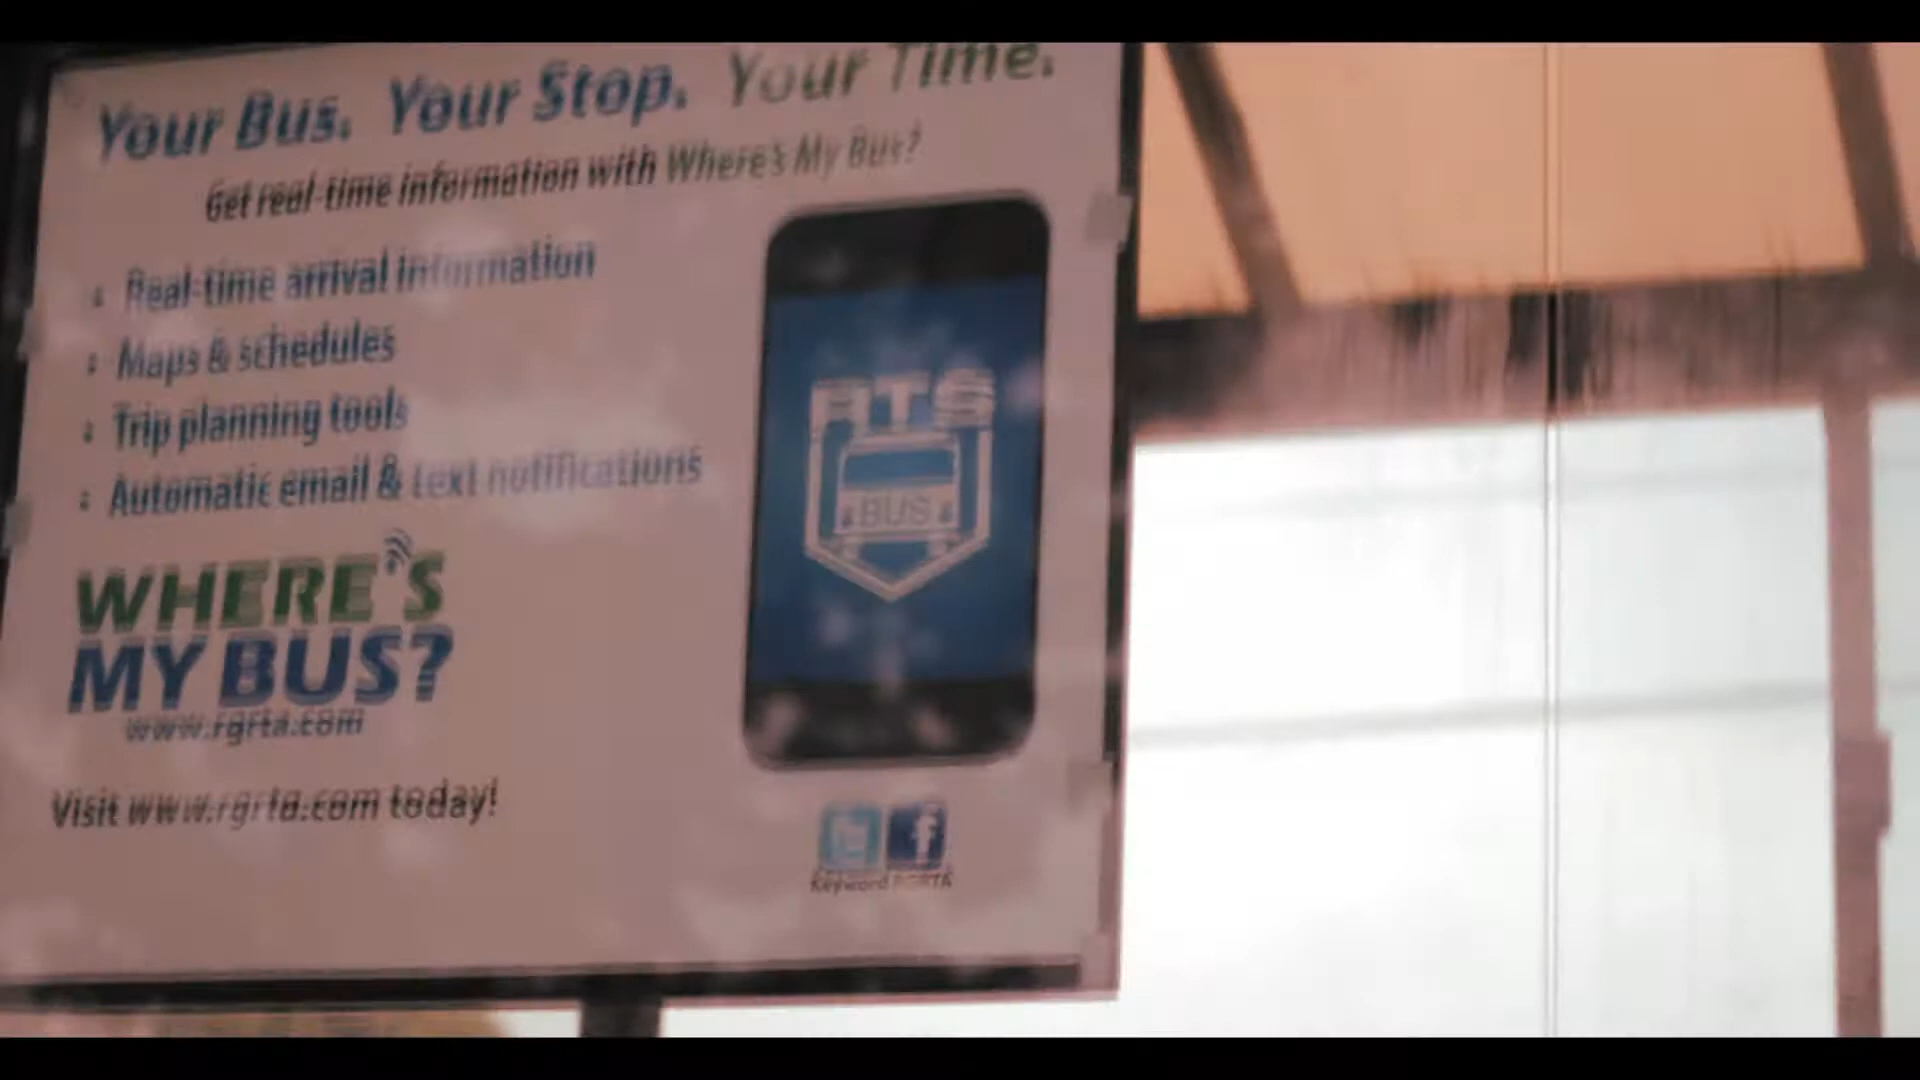 Your Bus. Your Stop. Your Time.
Get real-time information with Where's My Bus?
• Real-time arrival information
• Maps & schedules
• Trip planning tools
• Automatic email & text notifications
RTS
BUS
WHERE'S
MY BUS?
www.rgrta.com
Visit www.rgrta.com today!
Keyword RGRTA